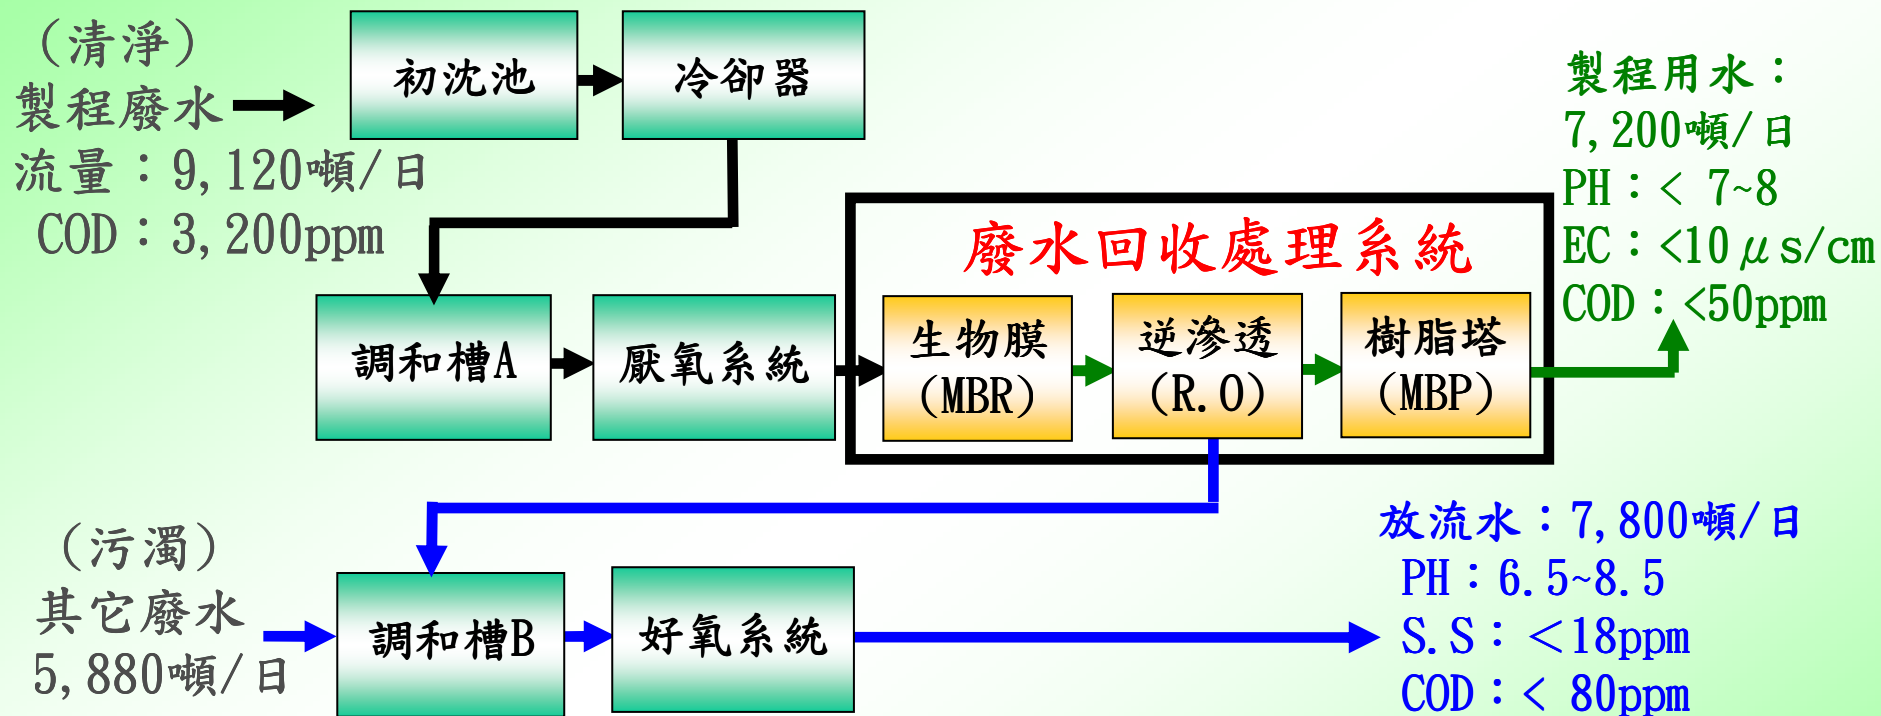 (清淨)
製程廢水
流量：9,120噸/日
COD：3,200ppm
初沈池
冷卻器
製程用水：
7,200噸/日
PH：< 7~8
EC：<10μs/cm
COD：<50ppm
廢水回收處理系統
調和槽A
厭氧系統
生物膜
(MBR)
逆滲透
(R.O)
樹脂塔
(MBP)
(污濁)
其它廢水
5,880噸/日
調和槽B
好氧系統
放流水：7,800噸/日
PH：6.5~8.5
S.S：<18ppm
COD：< 80ppm